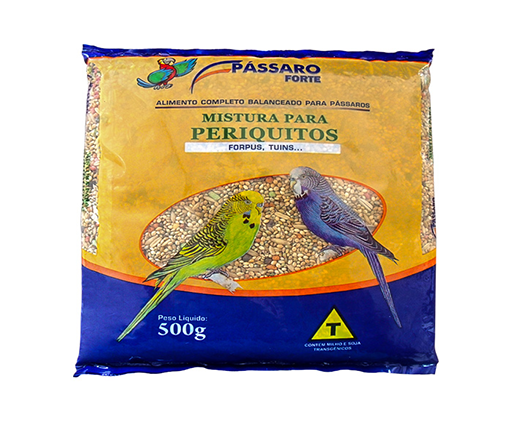 PÁSSARO
FORTE
ALIMENTO COMPLETO BALANCEADO PARA PÁSSAROS
MISTURA PARA
PERIQUITOS
FORPUS, TUINS...
Peso Líquido:
500g
T
CONTÉM MILHO E SOJA
TRANSGÊNICOS